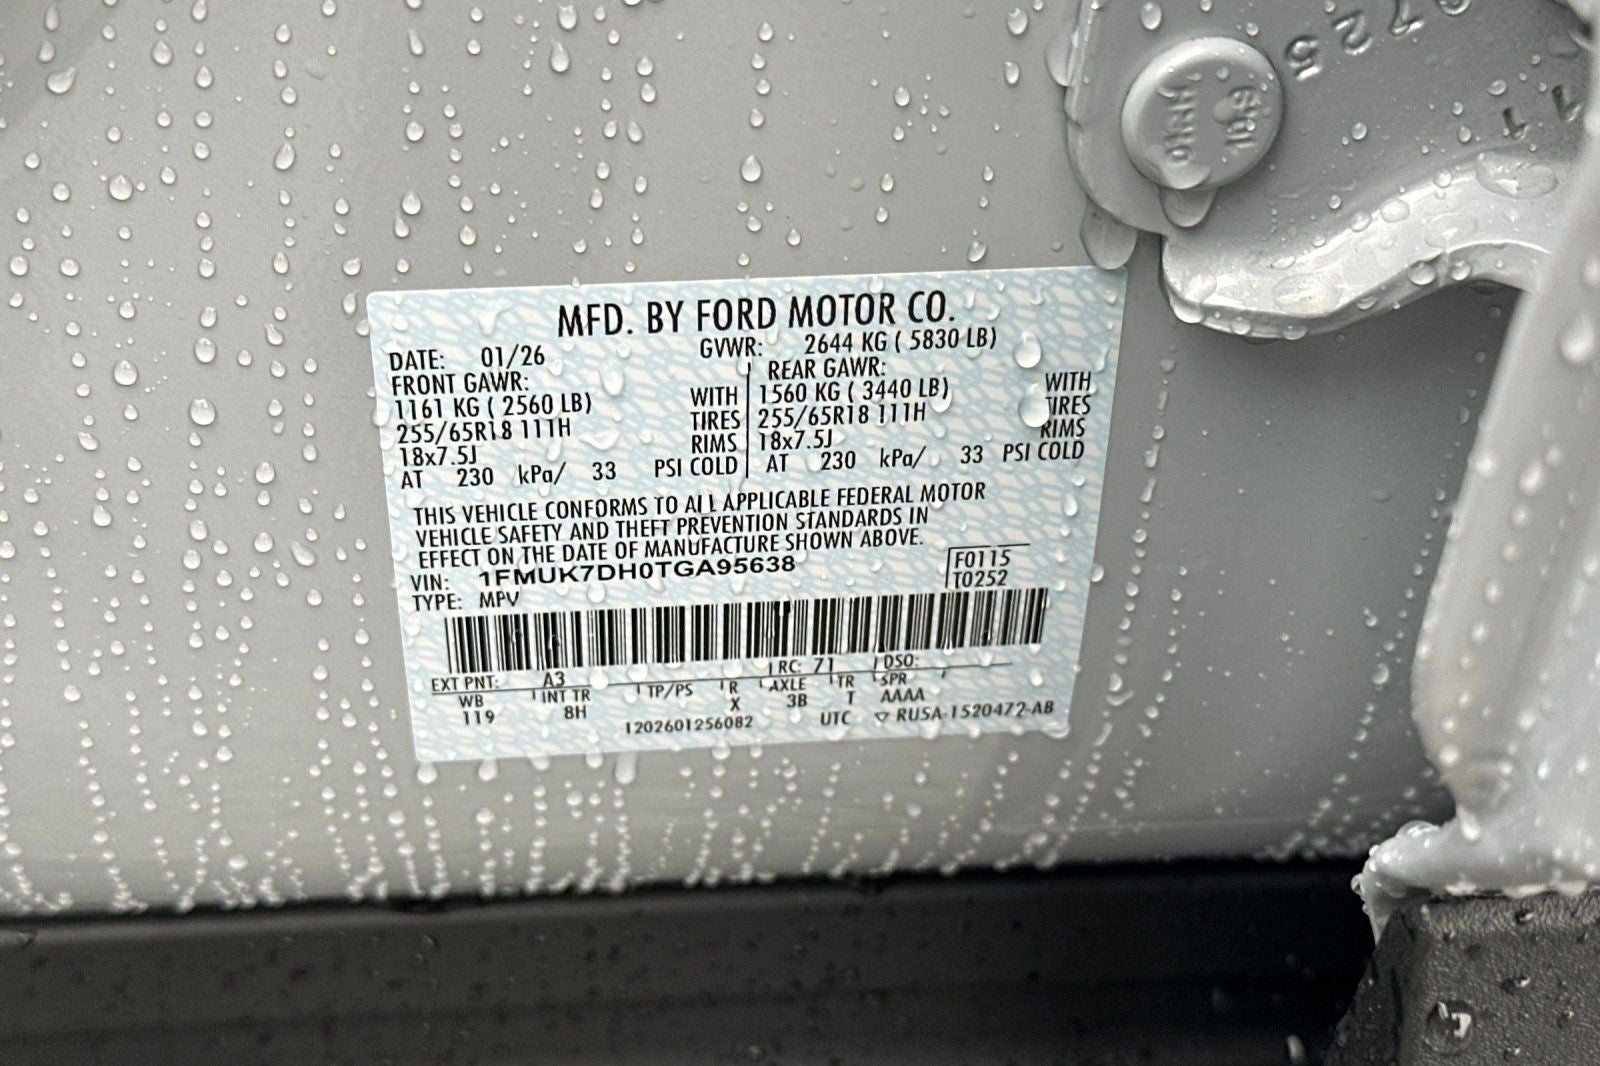 0725
11
MFD. BY FORD MOTOR CO.
DATE: 01/26 GVWR: 2644 KG ( 5830 LB)
FRONT GAWR: REAR GAWR:
1161 KG ( 2560 LB) WITH 1560 KG ( 3440 LB) WITH
255/65R18 111H TIRES 255/65R18 111H TIRES
18x7.5J RIMS 18x7.5J RIMS
AT 230 kPa/ 33 PSI COLD AT 230 kPa/ 33 PSI COLD
THIS VEHICLE CONFORMS TO ALL APPLICABLE FEDERAL MOTOR
VEHICLE SAFETY AND THEFT PREVENTION STANDARDS IN
EFFECT ON THE DATE OF MANUFACTURE SHOWN ABOVE.
VIN: 1FMUK7DH0TGA95638 F0115
TYPE: MPV T0252
EXT PNT: A3 RC: 71 DSO:
WB INT TR TP/PS R AXLE TR SPR
119 8H X 3B T AAAA
1202601256082 UTC ▽ RU5A-1520472-AB